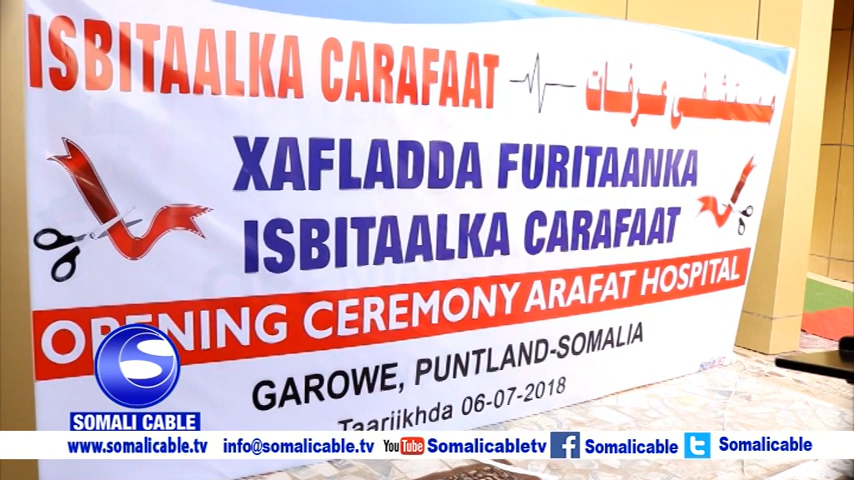 ISBITAALKA CARAFAAT مستشفى عرفات
XAFLADDA FURITAANKA
ISBITAALKA CARAFAAT
OPENING CEREMONY ARAFAT HOSPITAL
GAROWE, PUNTLAND-SOMALIA
Taariikhda 06-07-2018
S
SOMALI CABLE
www.somalicable.tv info@somalicable.tv YouTube Somalicabletv f Somalicable t Somalicable